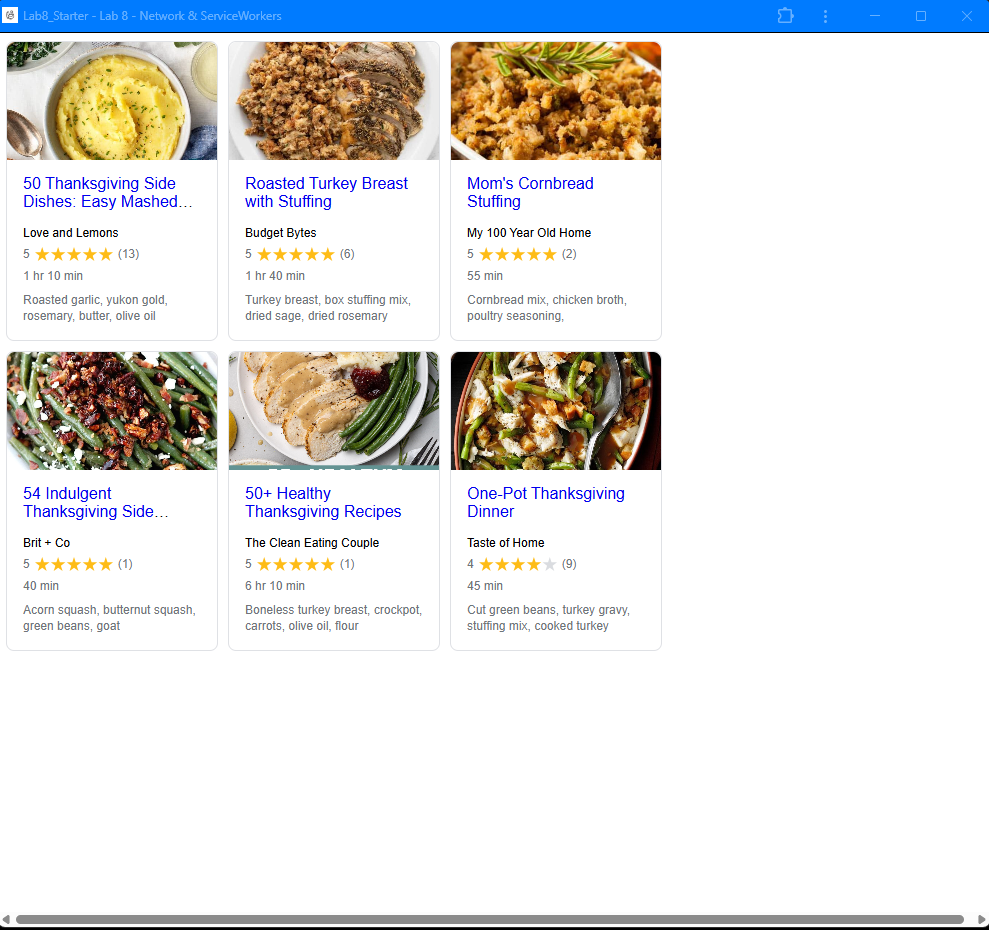 Lab8_Starter - Lab 8 - Network & ServiceWorkers
50 Thanksgiving Side
Dishes: Easy Mashed…
Love and Lemons
5 ★★★★★ (13)
1 hr 10 min
Roasted garlic, yukon gold,
rosemary, butter, olive oil
Roasted Turkey Breast
with Stuffing
Budget Bytes
5 ★★★★★ (6)
1 hr 40 min
Turkey breast, box stuffing mix,
dried sage, dried rosemary
Mom's Cornbread
Stuffing
My 100 Year Old Home
5 ★★★★★ (2)
55 min
Cornbread mix, chicken broth,
poultry seasoning,
54 Indulgent
Thanksgiving Side…
Brit + Co
5 ★★★★★ (1)
40 min
Acorn squash, butternut squash,
green beans, goat
50+ Healthy
Thanksgiving Recipes
The Clean Eating Couple
5 ★★★★★ (1)
6 hr 10 min
Boneless turkey breast, crockpot,
carrots, olive oil, flour
One-Pot Thanksgiving
Dinner
Taste of Home
4 ★★★★★ (9)
45 min
Cut green beans, turkey gravy,
stuffing mix, cooked turkey